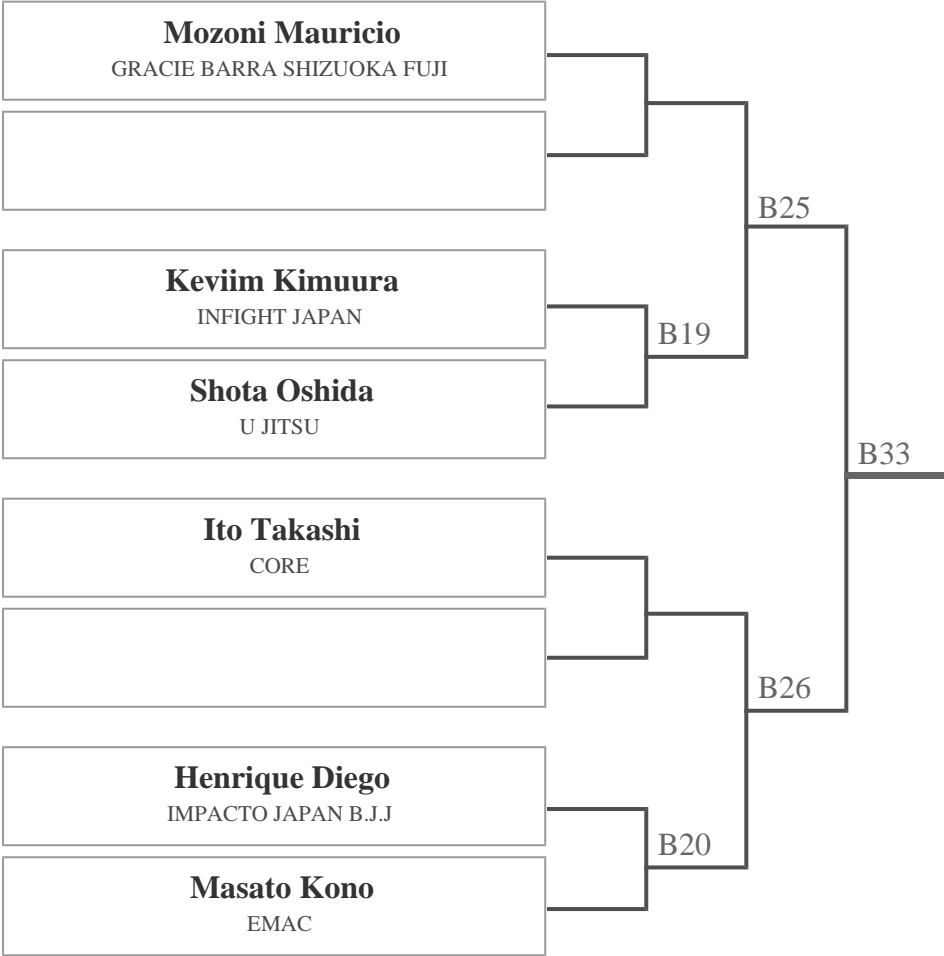 Mozoni Mauricio
GRACIE BARRA SHIZUOKA FUJI
B25
Keviim Kimuura
INFIGHT JAPAN
B19
Shota Oshida
U JITSU
B33
Ito Takashi
CORE
B26
Henrique Diego
IMPACTO JAPAN B.J.J
B20
Masato Kono
EMAC